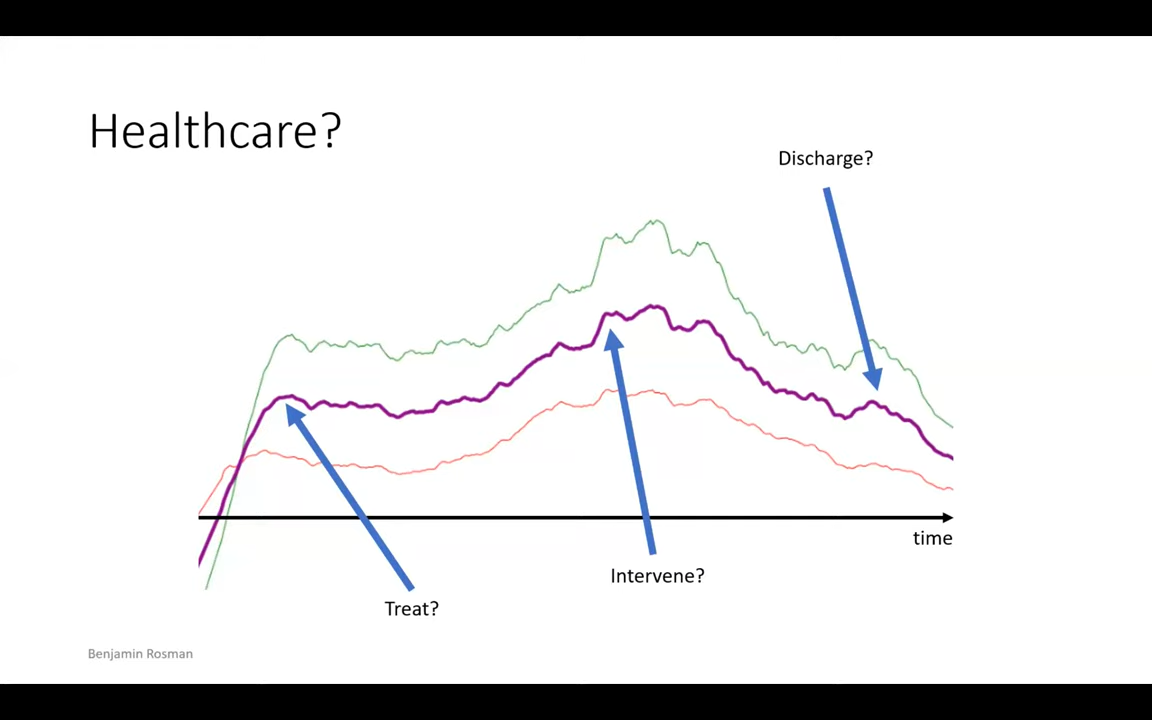 Healthcare?
Discharge?
time
Intervene?
Treat?
Benjamin Rosman